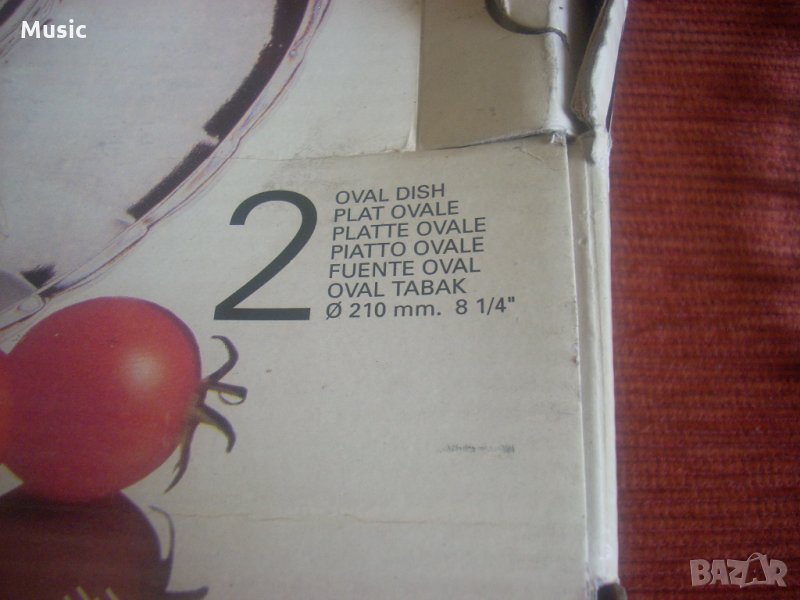 Music
2
OVAL DISH
PLAT OVALE
PLATTE OVALE
PIATTO OVALE
FUENTE OVAL
OVAL TABAK
Ø 210 mm. 8 1/4"
BAZAR